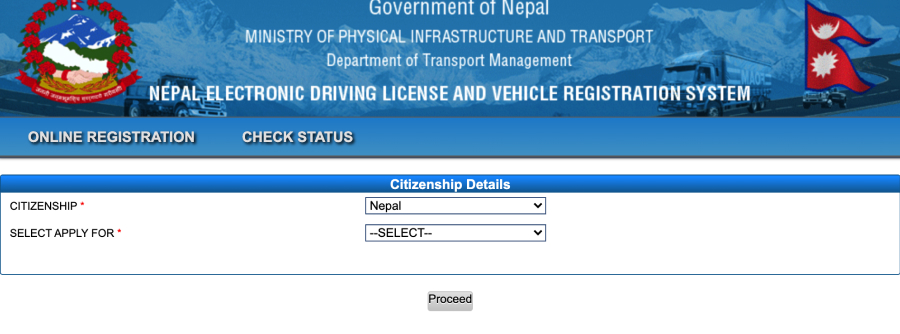 Government of Nepal
MINISTRY OF PHYSICAL INFRASTRUCTURE AND TRANSPORT
Department of Transport Management
NEPAL ELECTRONIC DRIVING LICENSE AND VEHICLE REGISTRATION SYSTEM
ONLINE REGISTRATION CHECK STATUS
Citizenship Details
CITIZENSHIP * Nepal
SELECT APPLY FOR * --SELECT--
Proceed